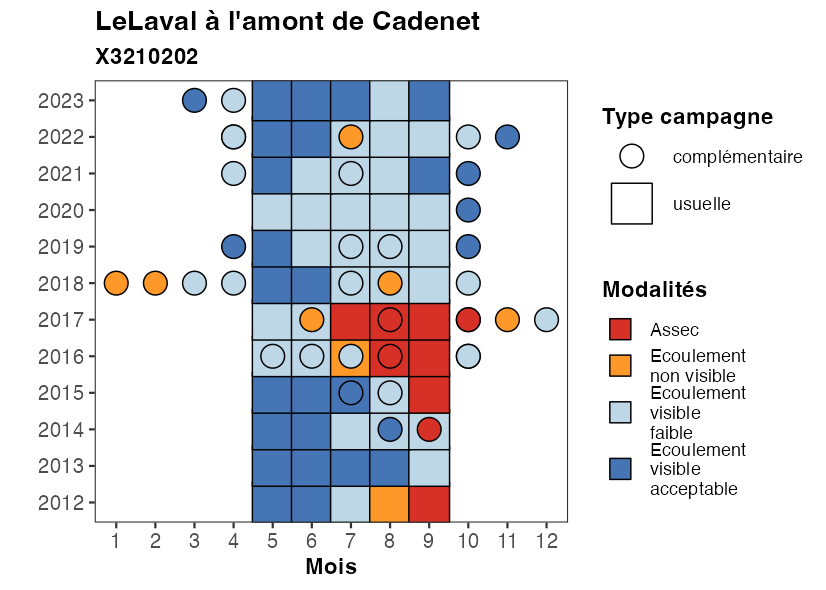 LeLaval à l'amont de Cadenet
X3210202
2023
2022
2021
2020
2019
2018
2017
2016
2015
2014
2013
2012
1 2 3 4 5 6 7 8 9 10 11 12
Mois
Type campagne
complémentaire
usuelle
Modalités
Assec
Ecoulement
non visible
Ecoulement
visible
faible
Ecoulement
visible
acceptable